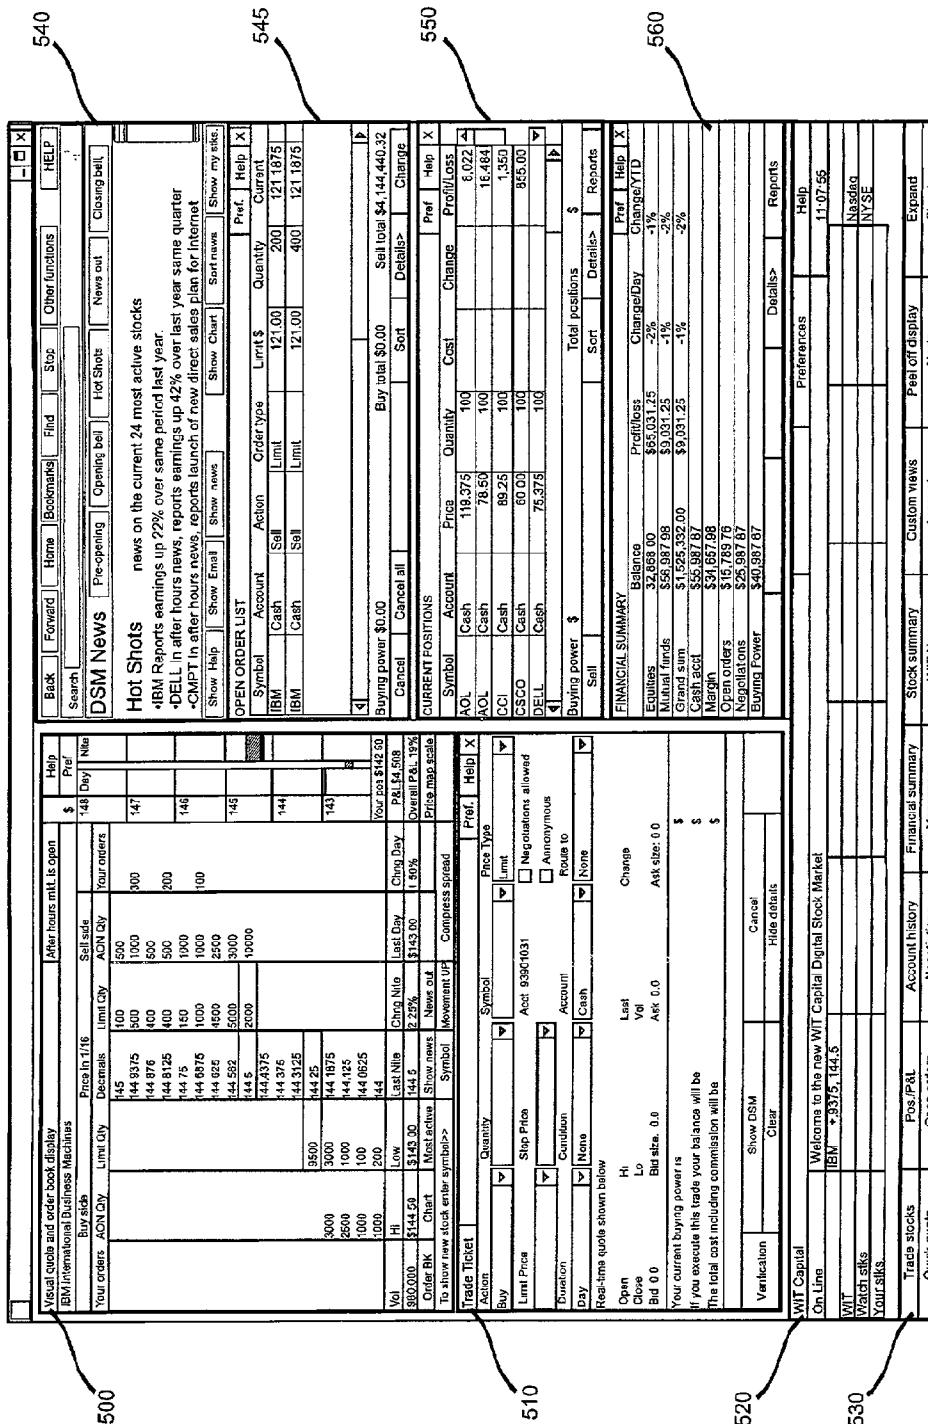 Visual quote and order book display After hours mkt. is open Help
IBM International Business Machines $ Pref
Buy side Price in 1/16 Sell side 148 Day Nite
Your orders AON Qty Limit Qty Decimals Limit Qty AON Qty Your orders
145 100 500
144 9375 500 1000 300 147
144 875 400 500
144 8125 400 500 200 146
144 75 150 1000
144 6875 1000 1000 100
144 625 4500 2500 145
144 562 5000 3000
144 5 2000 10000
144.4375 144
144 375
144 3125
9500 144 25 143
3000 3000 144 1875
2500 1000 144.125
1000 100 144 0625
1000 200 144 Your pos $142 50
Vol Hi Low Last Nite Chng Nite Last Day Chng Day P&L $4,508
980.000 $144 50 $143 00 144 5 2 25% $143 00 1 50% Overall P&L 19%
Order Bk Chart Most active Show news News out Price map scale
To show new stock enter symbol>> Symbol Movement UP Compress spread
Trade Ticket Pref. Help X
Action Quantity Symbol Price Type
Buy Limit
Limit Price Stop Price Acct 93901031 Negotiations allowed
Annonymous
Duration Condition Account Route to
Day None Cash None
Real-time quote shown below
Open Hi Last Change
Close Lo Vol
Bid 0 0 Bid size. 0.0 Ask 0.0 Ask size: 0 0
Your current buying power is $
If you execute this trade your balance will be $
The total cost including commission will be $
Verification Show DSM Cancel
Clear Hide details
Back Forward Home Bookmarks Find Stop Other functions HELP
Search
DSM News Pre-opening Opening bell Hot Shots News out Closing bell
Hot Shots news on the current 24 most active stocks
•IBM Reports earnings up 22% over same period last year.
•DELL In after hours news, reports earnings up 42% over last year same quarter
•CMPT In after hours news, reports launch of new direct sales plan for Internet
Show Help Show Email Show news Show Chart Sort news Show my stks.
OPEN ORDER LIST Pref. Help X
Symbol Account Action Order type Limit $ Quantity Current
IBM Cash Sell Limit 121.00 200 121 1875
IBM Cash Sell Limit 121.00 400 121 1875
Buying power $0.00 Buy total $0.00 Sell total $4,144,440.32
Cancel Cancel all Sort Details> Change
CURRENT POSITIONS Pref Help X
Symbol Account Price Quantity Cost Change Profit/Loss
AOL Cash 119.375 100 6,022
AOL Cash 78.50 100 16,484
CCI Cash 89.25 100 1,350
CSCO Cash 60 00 100 855.00
DELL Cash 75.375 100
Buying power $ Total positions $
Sell Sort Details> Reports
FINANCIAL SUMMARY Pref Help X
Balance Profit/loss Change/Day Change/YTD
Equities 32,868 00 $65,031.25 -2% -1%
Mutual funds $56,987 98 $9,031.25 -1% -2%
Grand sum $1,525,332.00 $9,031.25 -1% -2%
Cash acct $55,987 87
Margin $34,657.98
Open orders $15,789 76
Negotiations $25,987 87
Buying Power $40,987 87
Details> Reports
WIT Capital Preferences Help
On Line Welcome to the new WIT Capital Digital Stock Market 11:07:55
IBM +.9375, 144.5
WIT Nasdaq
Watch stks NYSE
Your stks.
Trade stocks Pos./P&L Account history Financial summary Stock summary Custom views Peel off display Expand
500
510
520
530
540
545
550
560